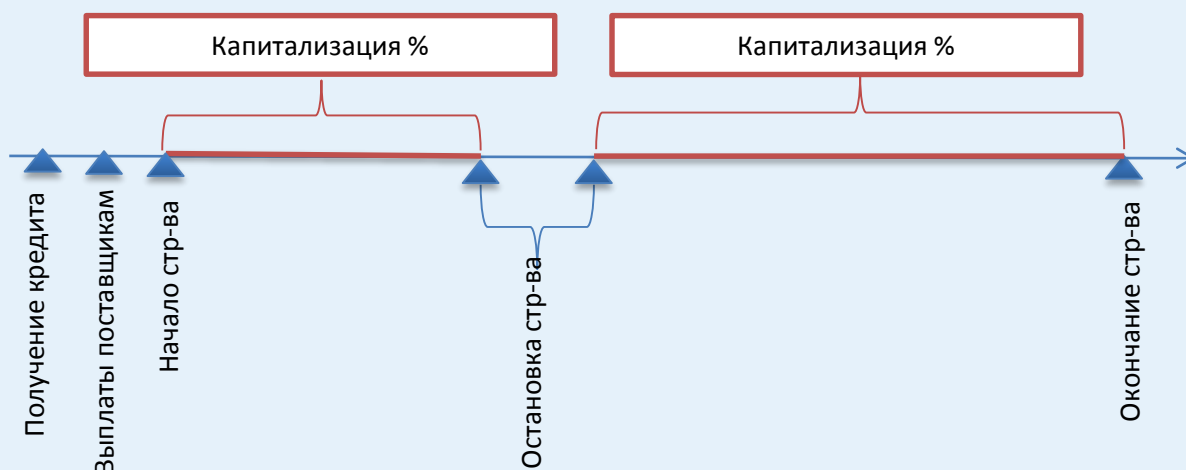 Капитализация %
Капитализация %
Получение кредита
Выплаты поставщикам
Начало стр-ва
Остановка стр-ва
Окончание стр-ва